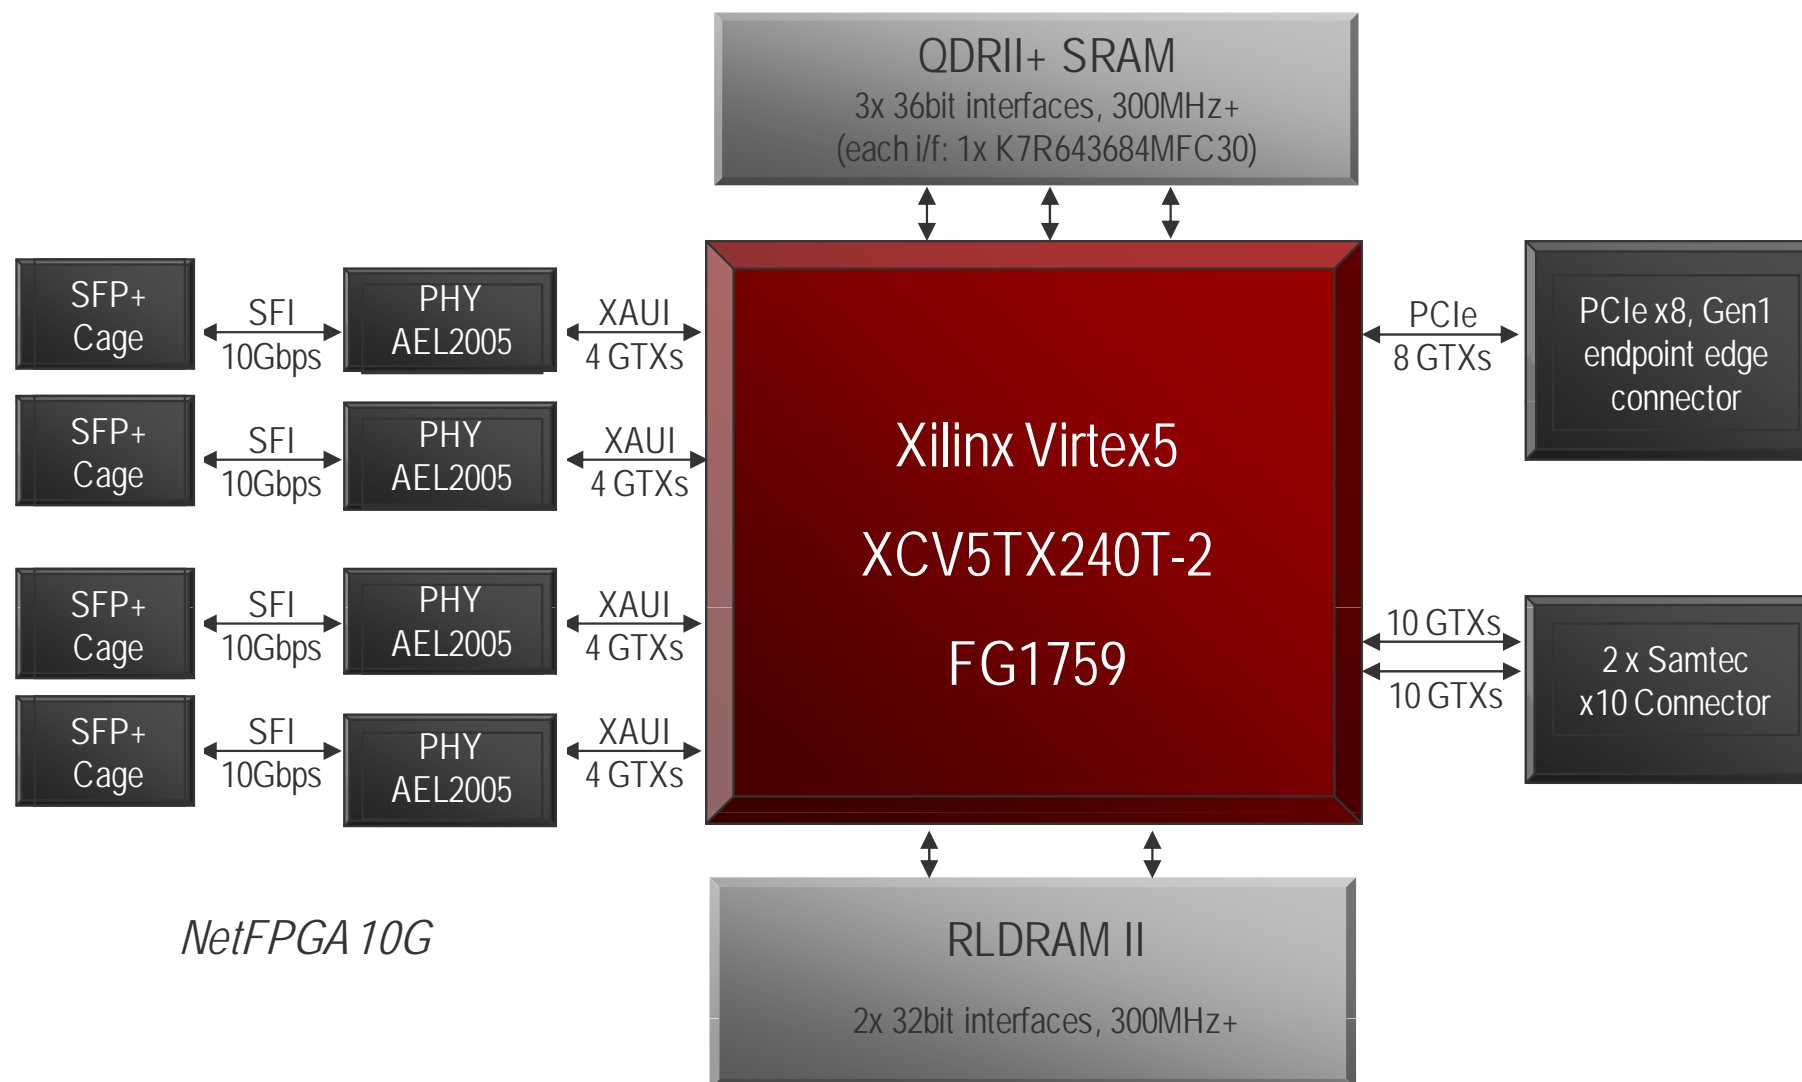 QDRII+ SRAM
3x 36bit interfaces, 300MHz+
(each i/f: 1x K7R643684MFC30)
SFP+
Cage
SFI
10Gbps
PHY
AEL2005
XAUI
4 GTXs
SFP+
Cage
SFI
10Gbps
PHY
AEL2005
XAUI
4 GTXs
SFP+
Cage
SFI
10Gbps
PHY
AEL2005
XAUI
4 GTXs
SFP+
Cage
SFI
10Gbps
PHY
AEL2005
XAUI
4 GTXs
Xilinx Virtex5
XCV5TX240T-2
FG1759
PCIe
8 GTXs
PCIe x8, Gen1
endpoint edge
connector
10 GTXs
10 GTXs
2 x Samtec
x10 Connector
NetFPGA 10G
RLDRAM II
2x 32bit interfaces, 300MHz+